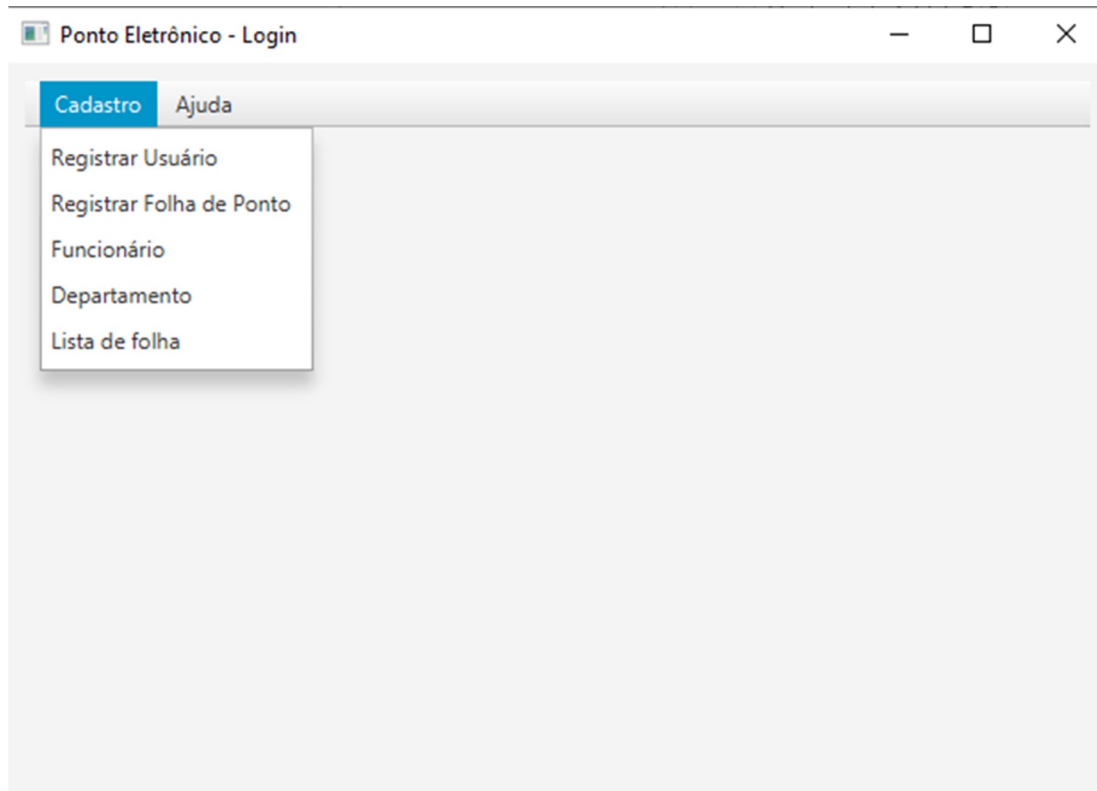 Ponto Eletrônico - Login
Cadastro Ajuda
Registrar Usuário
Registrar Folha de Ponto
Funcionário
Departamento
Lista de folha